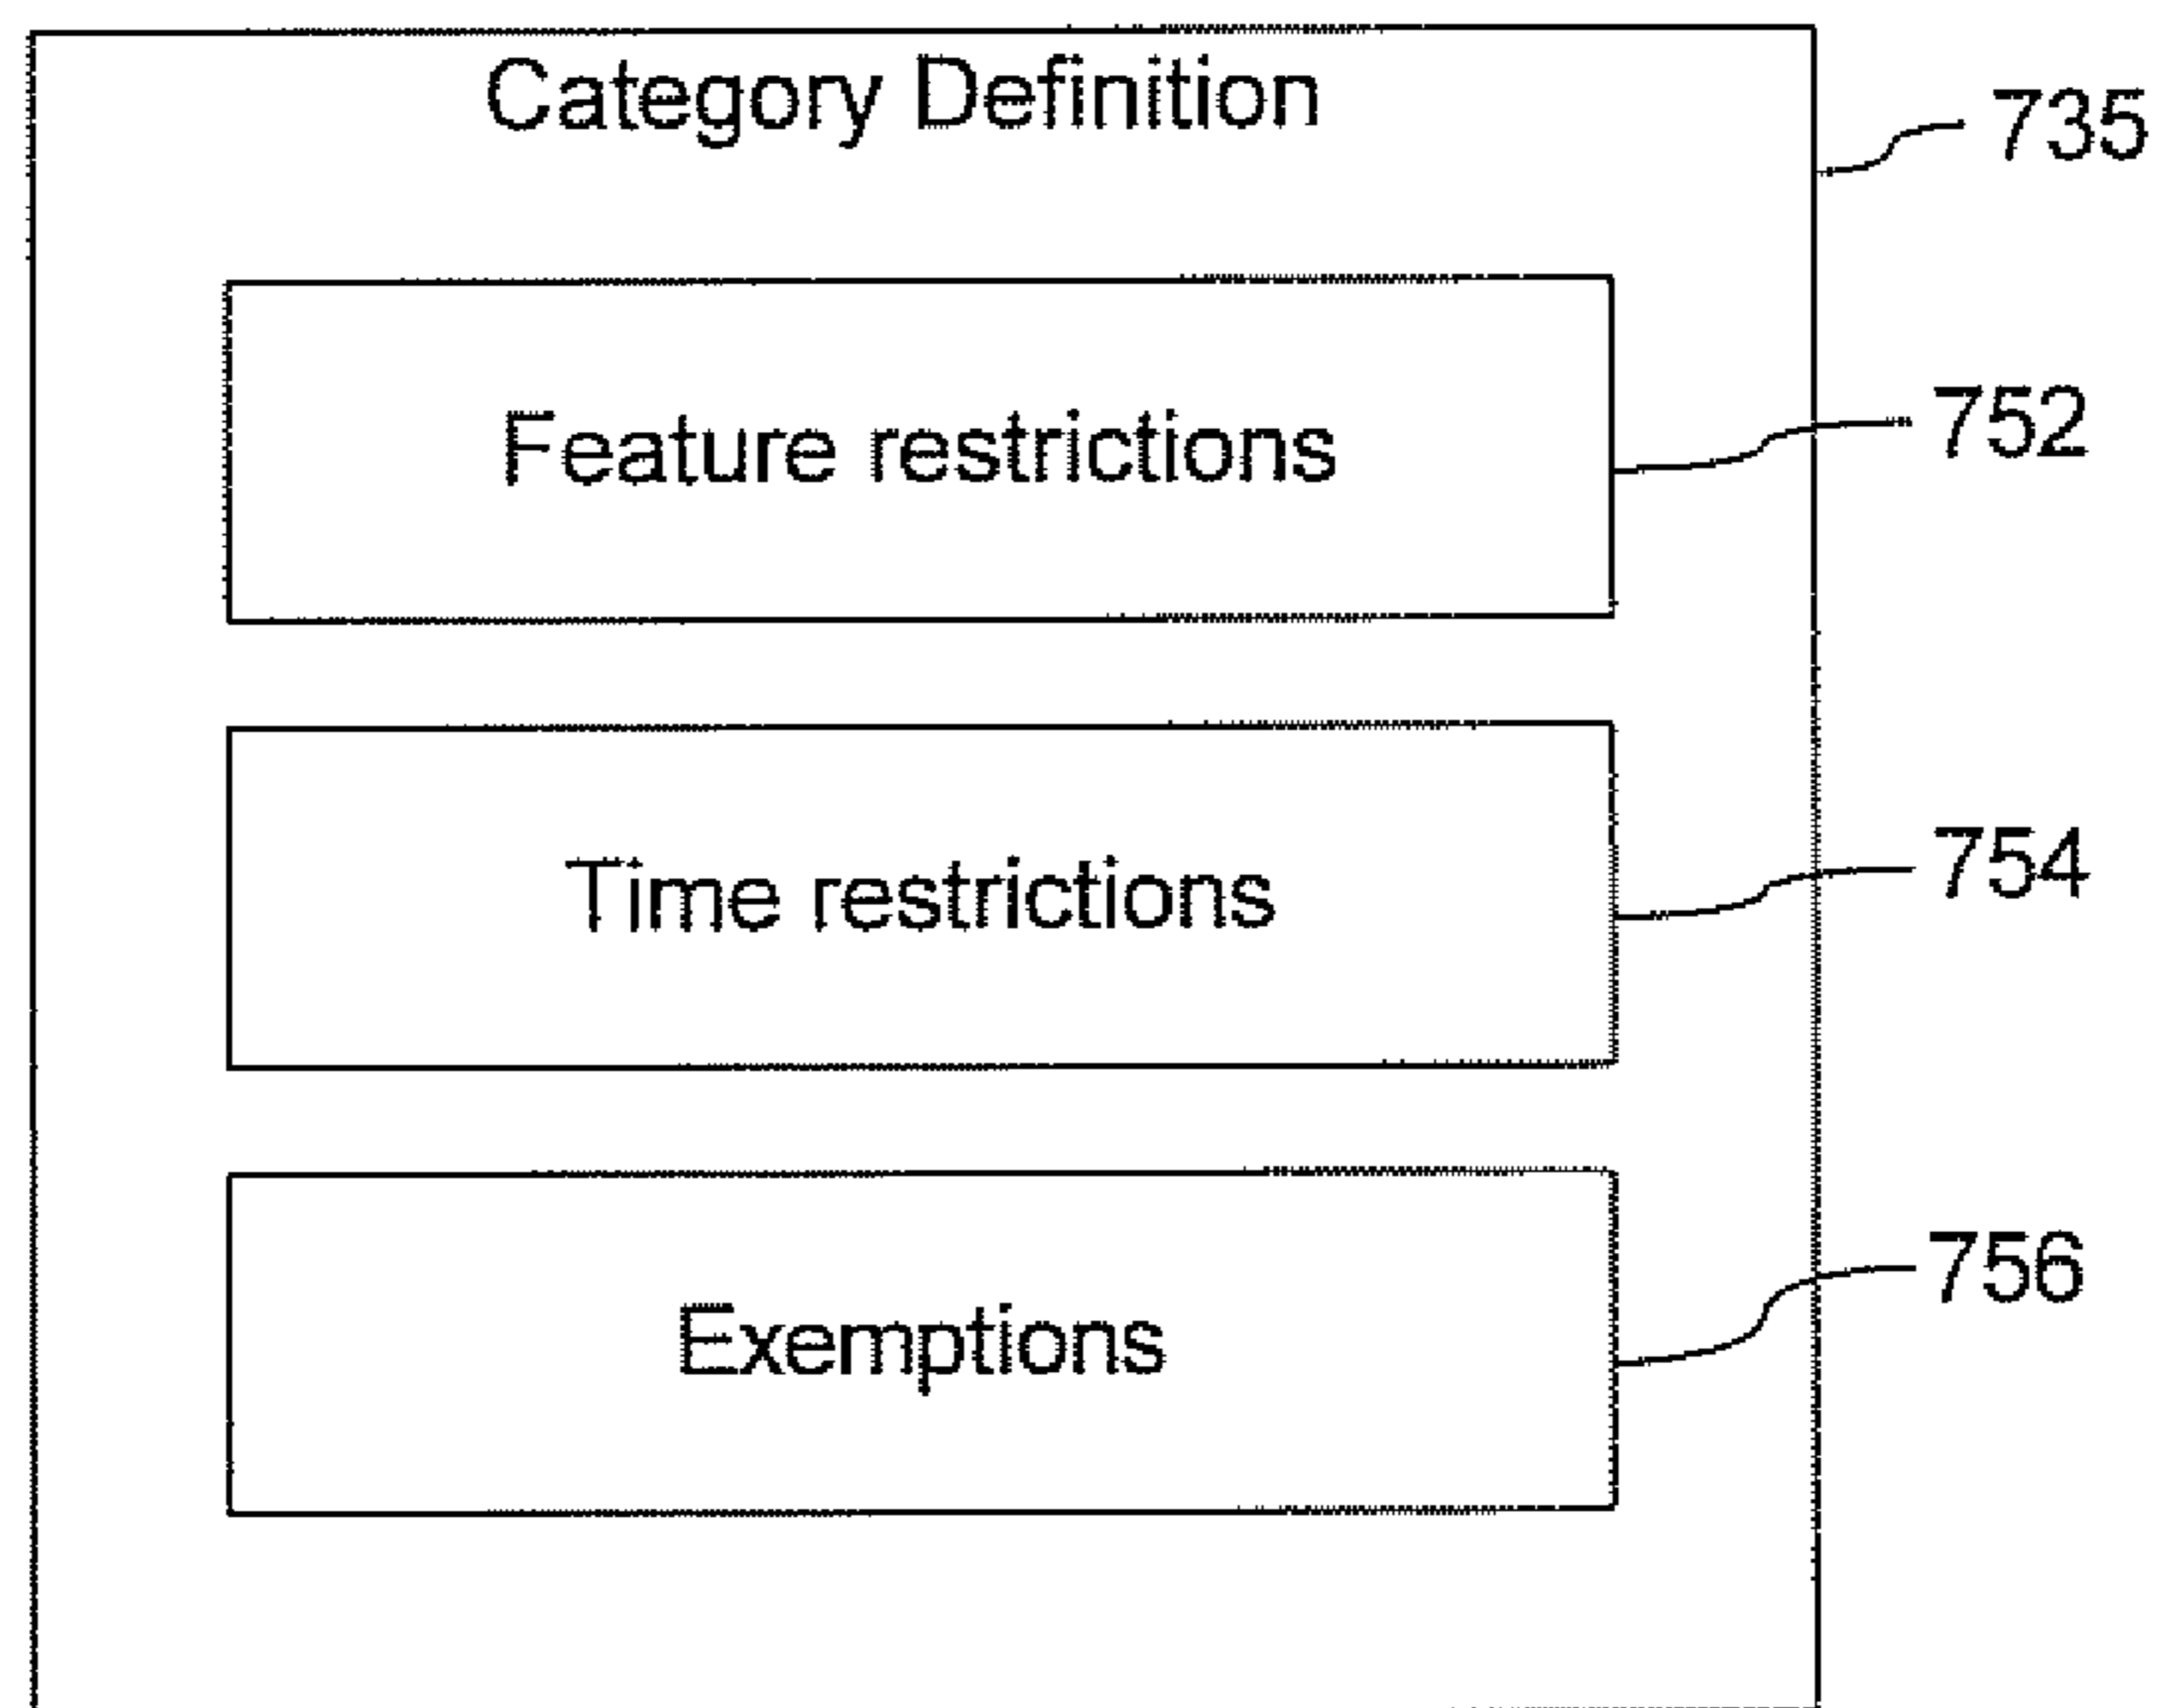 Category Definition
735
Feature restrictions
752
Time restrictions
754
Exemptions
756